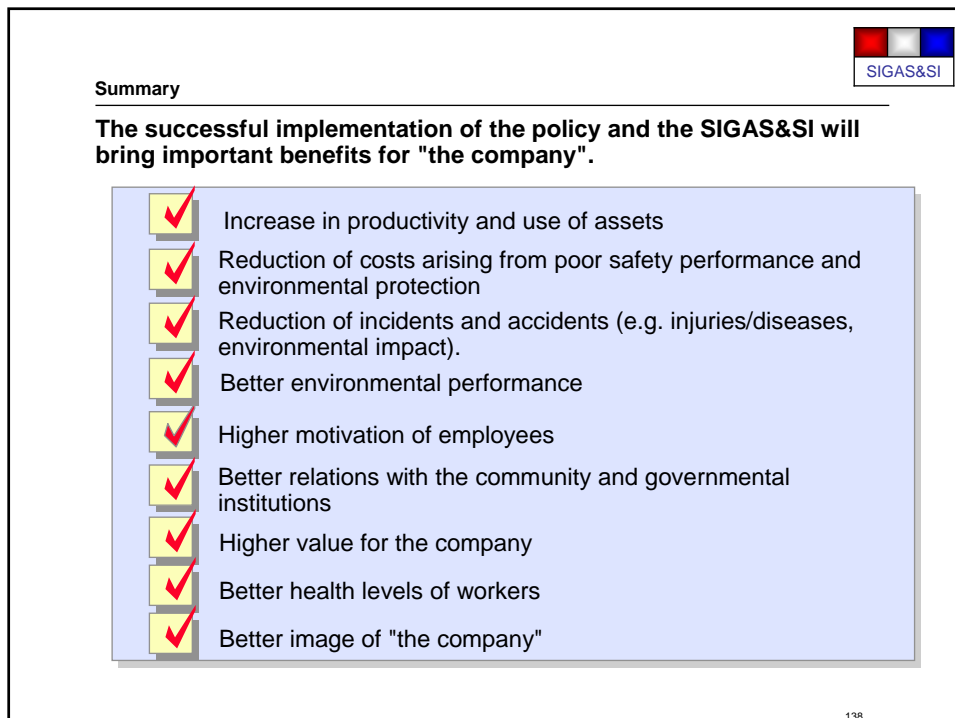 SIGAS&SI
Summary
The successful implementation of the policy and the SIGAS&SI will
bring important benefits for "the company".
Increase in productivity and use of assets
Reduction of costs arising from poor safety performance and
environmental protection
Reduction of incidents and accidents (e.g. injuries/diseases,
environmental impact).
Better environmental performance
Higher motivation of employees
Better relations with the community and governmental
institutions
Higher value for the company
Better health levels of workers
Better image of "the company"
138